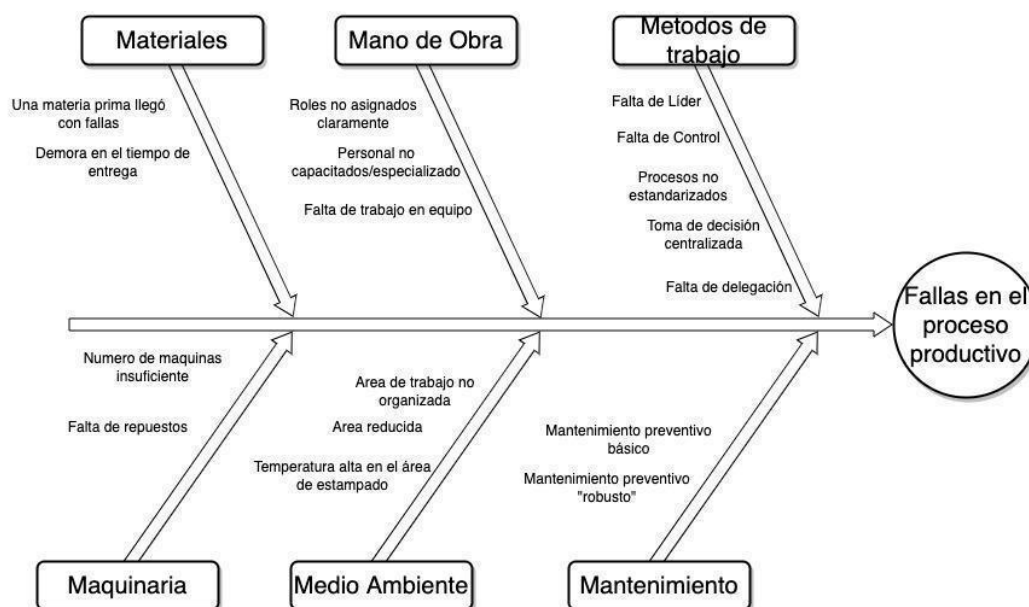 Materiales
Mano de Obra
Metodos de
trabajo
Una materia prima llegó
con fallas
Demora en el tiempo de
entrega
Roles no asignados
claramente
Personal no
capacitados/especializado
Falta de trabajo en equipo
Falta de Líder
Falta de Control
Procesos no
estandarizados
Toma de decisión
centralizada
Falta de delegación
Fallas en el
proceso
productivo
Numero de maquinas
insuficiente
Falta de repuestos
Area de trabajo no
organizada
Area reducida
Temperatura alta en el área
de estampado
Mantenimiento preventivo
básico
Mantenimiento preventivo
"robusto"
Maquinaria
Medio Ambiente
Mantenimiento